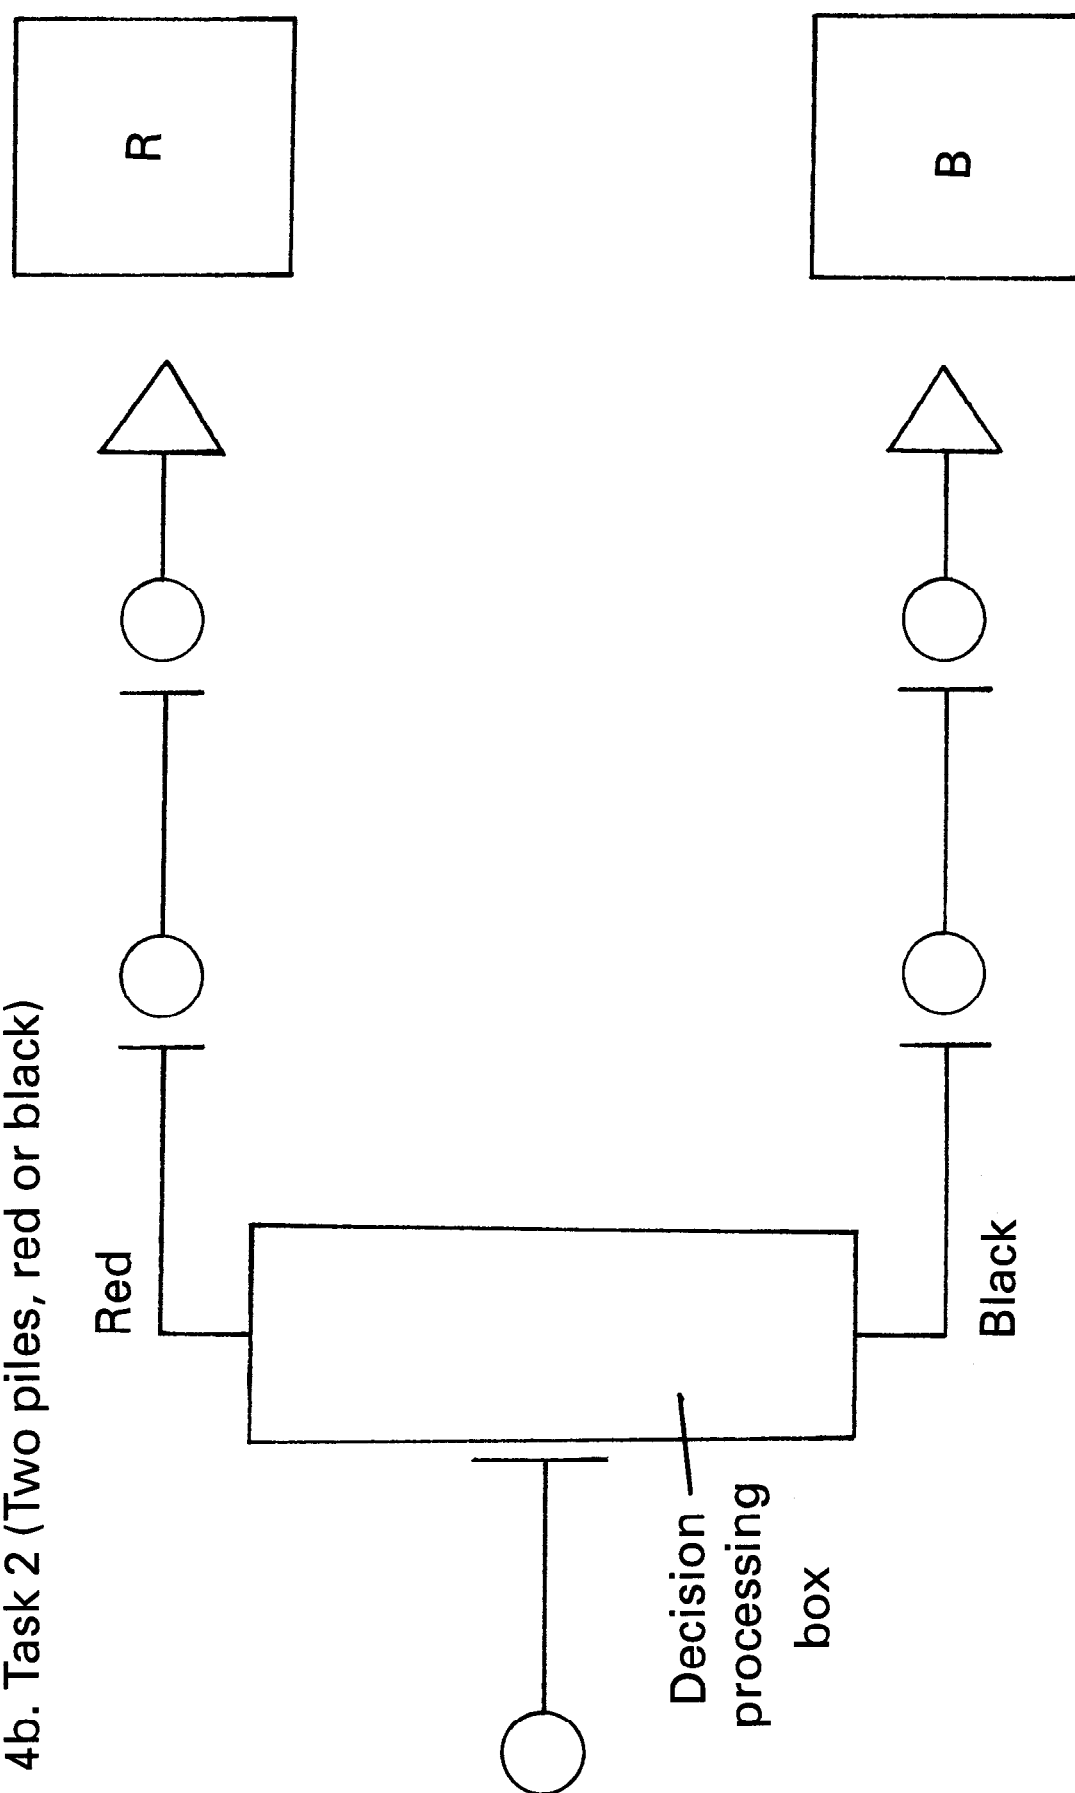 4b. Task 2 (Two piles, red or black)
Red
R
Decision
processing
box
Black
B